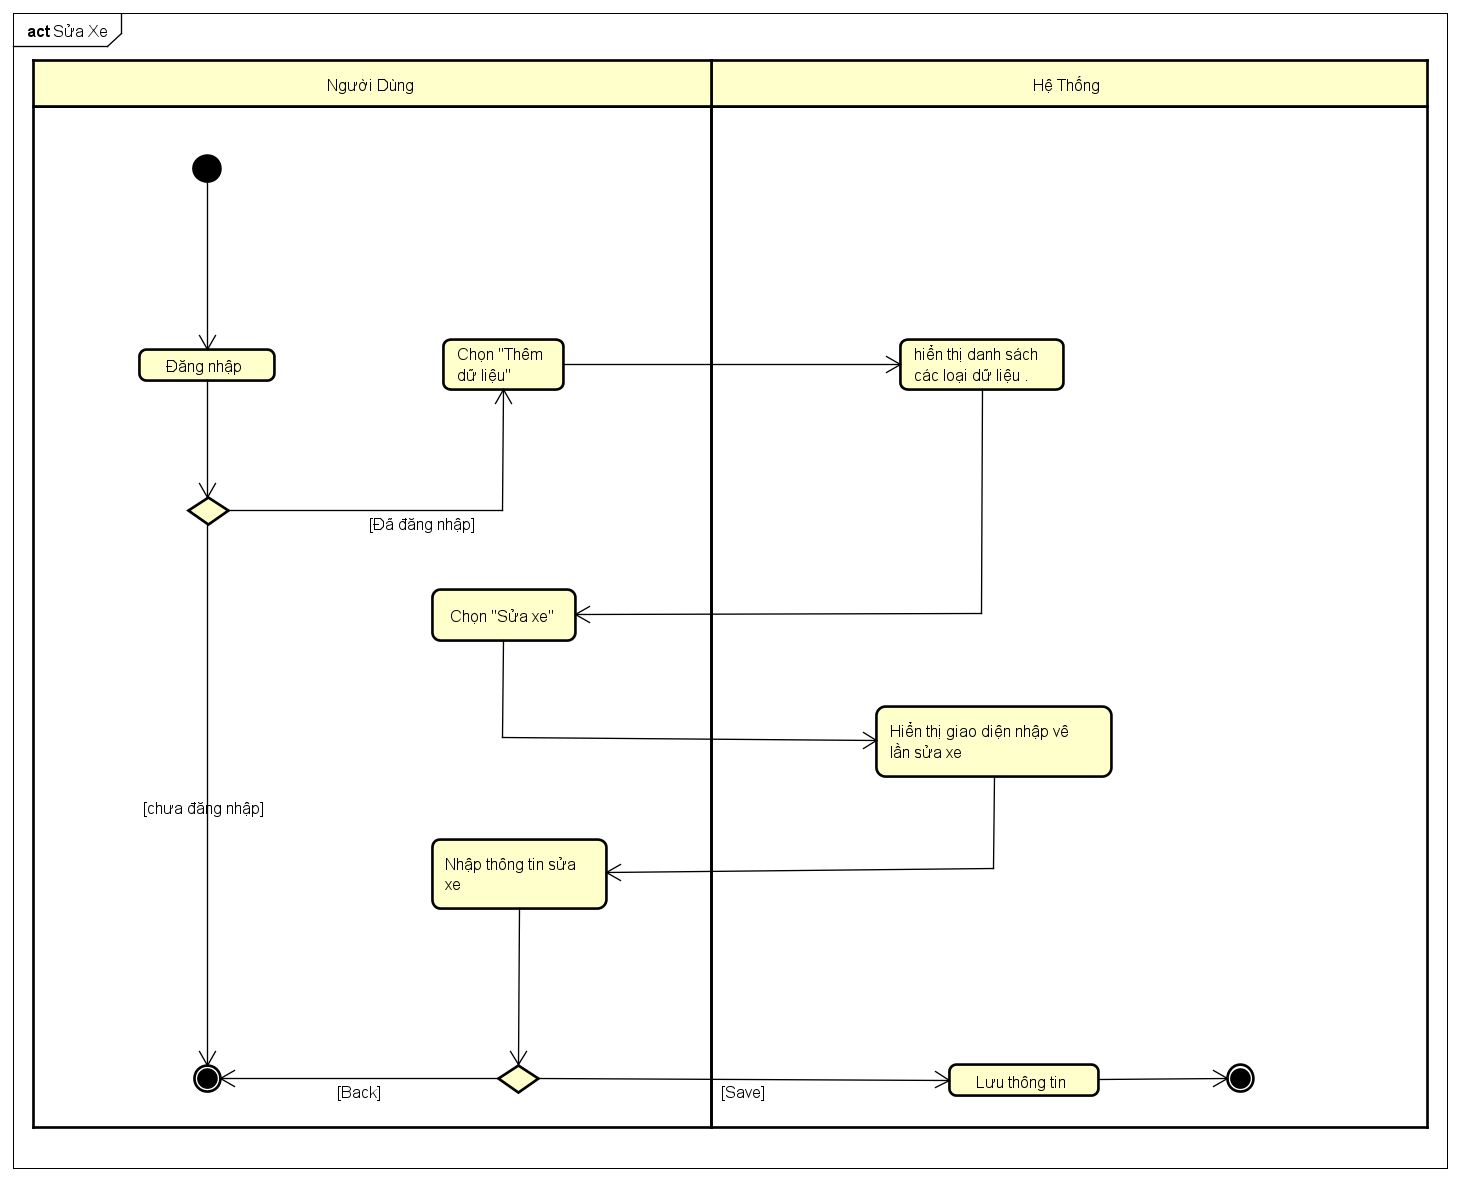 act Sửa Xe
Người Dùng
Hệ Thống
Đăng nhập
Chọn "Thêm
dữ liệu"
hiển thị danh sách
các loại dữ liệu .
[Đã đăng nhập]
Chọn "Sửa xe"
Hiển thị giao diện nhập về
lần sửa xe
[chưa đăng nhập]
Nhập thông tin sửa
xe
[Back]
[Save]
Lưu thông tin